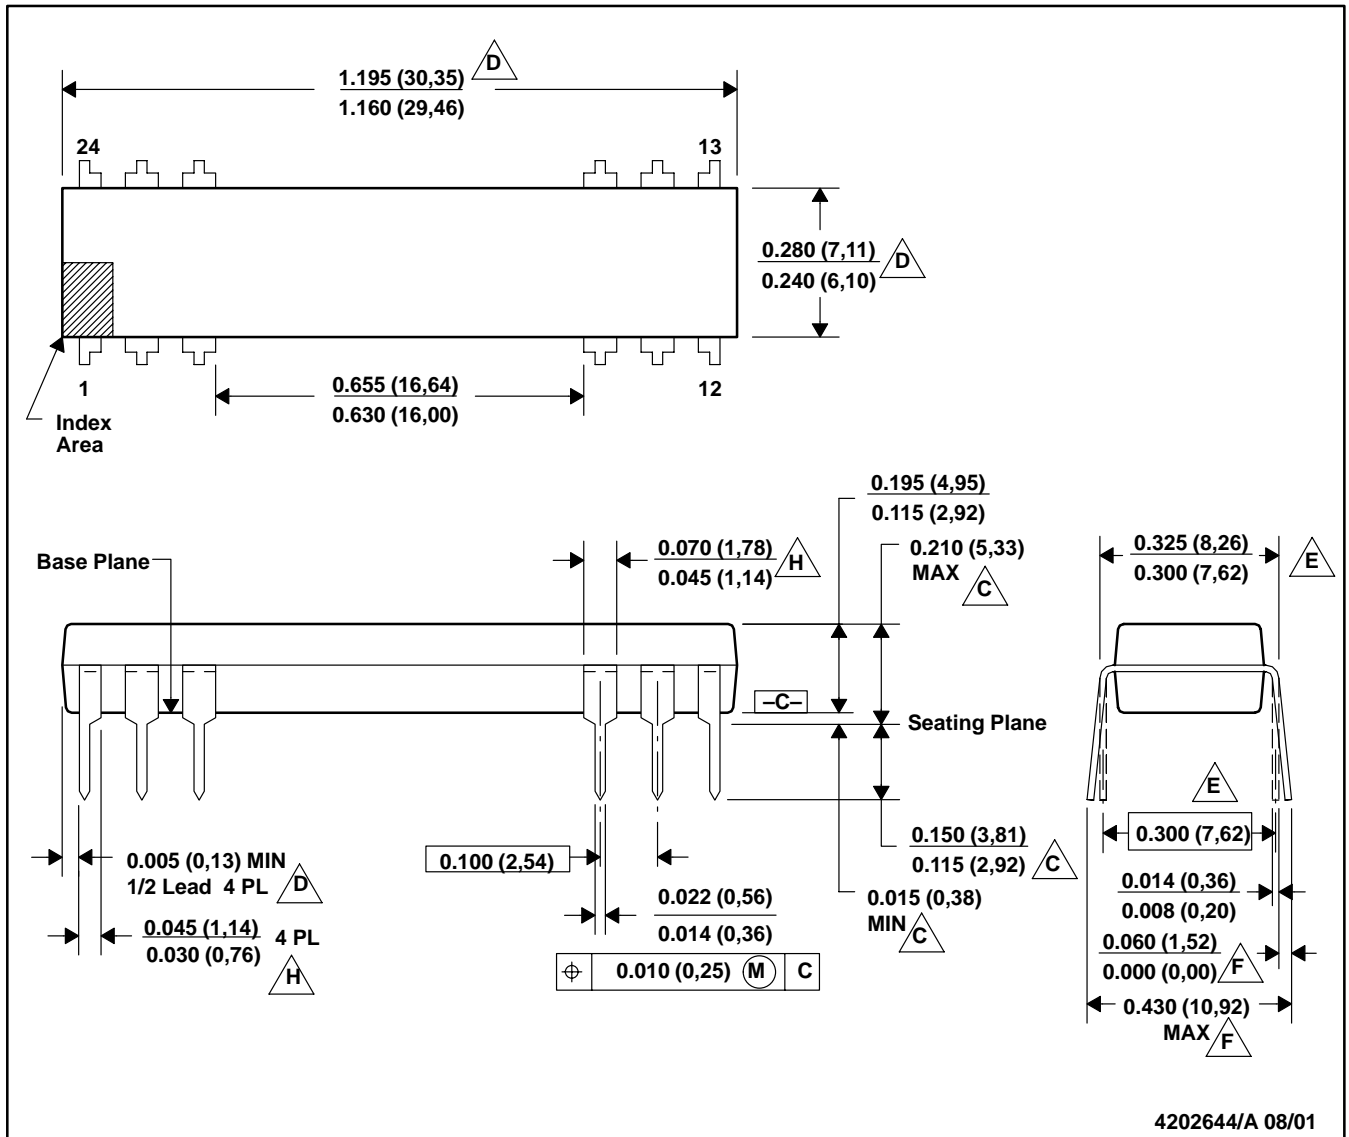 1.195 (30,35)
1.160 (29,46)
D
24
13
0.280 (7,11)
0.240 (6,10)
D
1
12
0.655 (16,64)
0.630 (16,00)
Index
Area
0.195 (4,95)
0.115 (2,92)
Base Plane
0.070 (1,78)
0.045 (1,14)
H
0.210 (5,33)
MAX
C
0.325 (8,26)
0.300 (7,62)
E
–C–
Seating Plane
E
0.300 (7,62)
0.005 (0,13) MIN
1/2 Lead 4 PL
D
0.100 (2,54)
0.150 (3,81)
0.115 (2,92)
C
0.022 (0,56)
0.014 (0,36)
0.015 (0,38)
MIN
C
0.014 (0,36)
0.008 (0,20)
0.045 (1,14)
0.030 (0,76)
4 PL
H
0.060 (1,52)
0.000 (0,00)
F
⌖ 0.010 (0,25) Ⓜ C
0.430 (10,92)
MAX
F
4202644/A 08/01